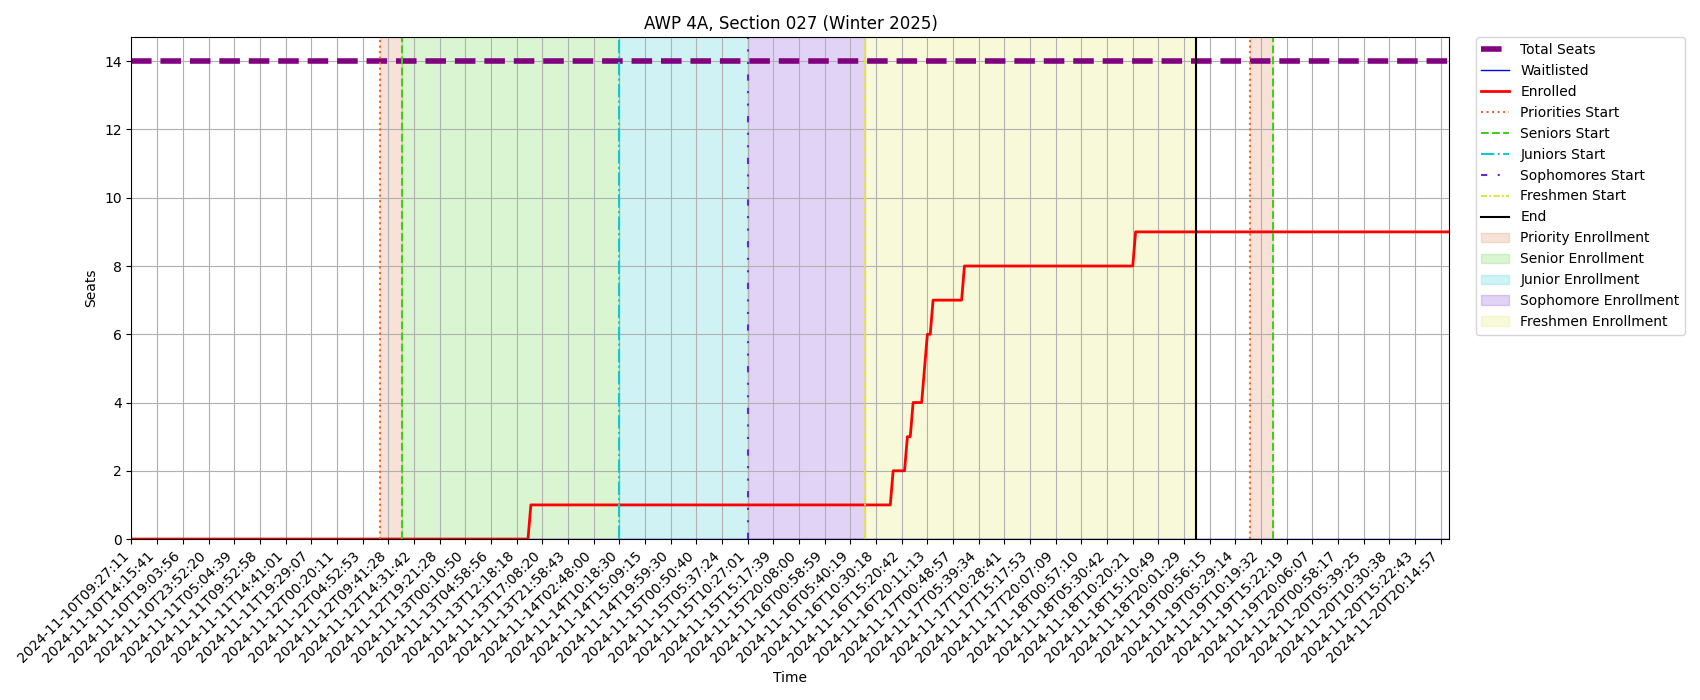 AWP 4A, Section 027 (Winter 2025)
Seats
14
12
10
8
6
4
2
0
2024-11-10T09:27:11
2024-11-10T14:15:41
2024-11-10T19:03:56
2024-11-10T23:52:20
2024-11-11T05:04:39
2024-11-11T09:52:58
2024-11-11T14:41:01
2024-11-11T19:29:07
2024-11-12T00:20:11
2024-11-12T04:52:53
2024-11-12T09:41:28
2024-11-12T14:31:42
2024-11-12T19:21:28
2024-11-13T00:10:50
2024-11-13T04:58:56
2024-11-13T12:18:18
2024-11-13T17:08:20
2024-11-13T21:58:43
2024-11-14T02:48:00
2024-11-14T10:18:30
2024-11-14T15:09:15
2024-11-14T19:59:30
2024-11-15T00:50:40
2024-11-15T05:37:24
2024-11-15T10:27:01
2024-11-15T15:17:39
2024-11-15T20:08:00
2024-11-16T00:58:59
2024-11-16T05:40:19
2024-11-16T10:30:18
2024-11-16T15:20:42
2024-11-16T20:11:13
2024-11-17T00:48:57
2024-11-17T05:39:34
2024-11-17T10:28:41
2024-11-17T15:17:53
2024-11-17T20:07:09
2024-11-18T00:57:10
2024-11-18T05:30:42
2024-11-18T10:20:21
2024-11-18T15:10:49
2024-11-18T20:01:29
2024-11-19T00:56:15
2024-11-19T05:29:14
2024-11-19T10:19:32
2024-11-19T15:22:19
2024-11-19T20:06:07
2024-11-20T00:58:17
2024-11-20T05:39:25
2024-11-20T10:30:38
2024-11-20T15:22:43
2024-11-20T20:14:57
Time
Total Seats
Waitlisted
Enrolled
Priorities Start
Seniors Start
Juniors Start
Sophomores Start
Freshmen Start
End
Priority Enrollment
Senior Enrollment
Junior Enrollment
Sophomore Enrollment
Freshmen Enrollment